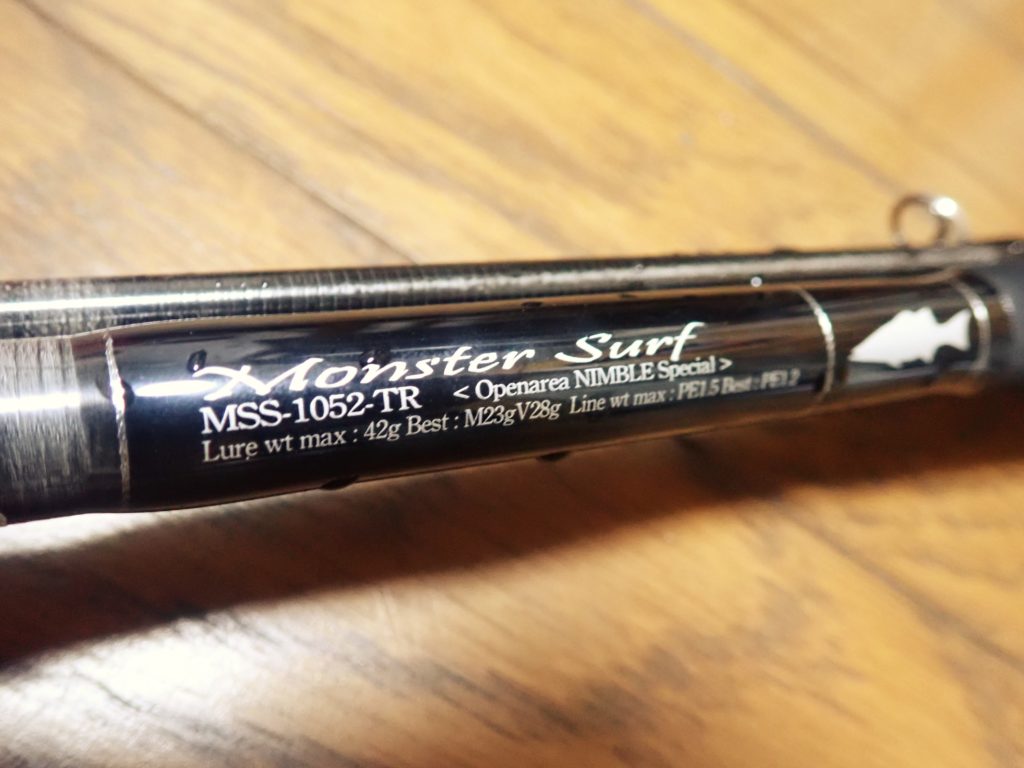 Monster Surf
MSS-1052-TR < Openarea NIMBLE Special >
Lure wt max : 42g Best : M23gV28g Line wt max : PE1.5 Best : PE1.2